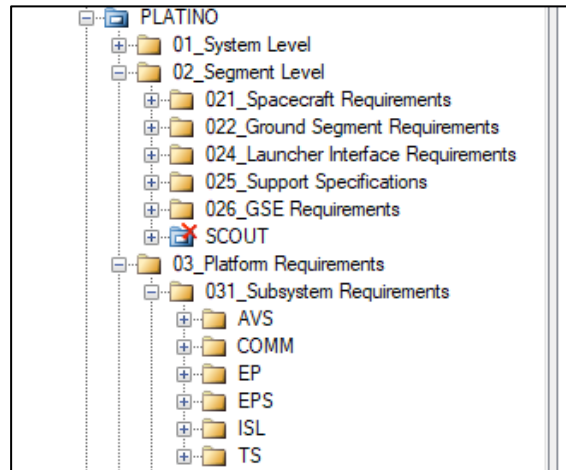 PLATINO
01_System Level
02_Segment Level
021_Spacecraft Requirements
022_Ground Segment Requirements
024_Launcher Interface Requirements
025_Support Specifications
026_GSE Requirements
SCOUT
03_Platform Requirements
031_Subsystem Requirements
AVS
COMM
EP
EPS
ISL
TS